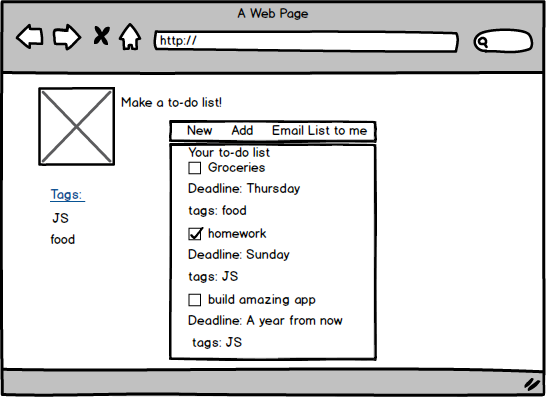 A Web Page
http://
Make a to-do list!
New Add Email List to me
Your to-do list
Groceries
Deadline: Thursday
tags: food
homework
Deadline: Sunday
tags: JS
build amazing app
Deadline: A year from now
tags: JS
Tags:
JS
food